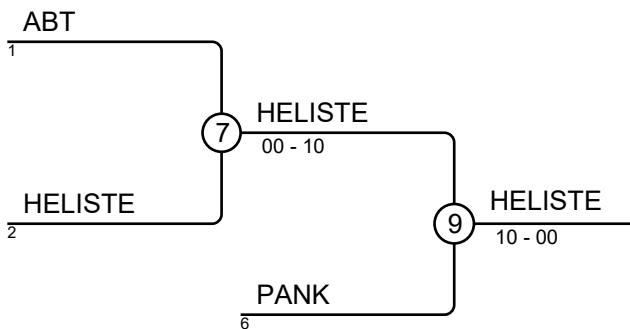 ABT
1
HELISTE
7
00 - 10
HELISTE
2
HELISTE
9
10 - 00
PANK
6